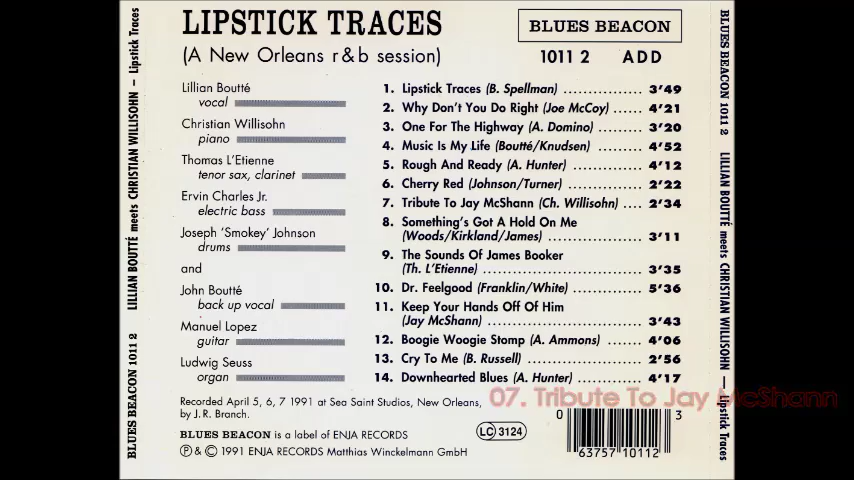 LIPSTICK TRACES
(A New Orleans r & b session)
BLUES BEACON
1011 2 ADD
Lillian Boutté
vocal
Christian Willisohn
piano
Thomas L'Etienne
tenor sax, clarinet
Ervin Charles Jr.
electric bass
Joseph 'Smokey' Johnson
drums
and
John Boutté
back up vocal
Manuel Lopez
guitar
Ludwig Seuss
organ
1. Lipstick Traces (B. Spellman) ................ 3'49
2. Why Don't You Do Right (Joe McCoy) ...... 4'21
3. One For The Highway (A. Domino) .......... 3'20
4. Music Is My Life (Boutté/Knudsen) ........... 4'52
5. Rough And Ready (A. Hunter) ................ 4'12
6. Cherry Red (Johnson/Turner) ................ 2'22
7. Tribute To Jay McShann (Ch. Willisohn) .... 2'34
8. Something's Got A Hold On Me
(Woods/Kirkland/James) ..................... 3'11
9. The Sounds Of James Booker
(Th. L'Etienne) ................................. 3'35
10. Dr. Feelgood (Franklin/White) .............. 5'36
11. Keep Your Hands Off Of Him
(Jay McShann) ................................ 3'43
12. Boogie Woogie Stomp (A. Ammons) ....... 4'06
13. Cry To Me (B. Russell) ....................... 2'56
14. Downhearted Blues (A. Hunter) ............. 4'17
07. Tribute To Jay McShann
Recorded April 5, 6, 7 1991 at Sea Saint Studios, New Orleans,
by J. R. Branch.
BLUES BEACON is a label of ENJA RECORDS
℗ & © 1991 ENJA RECORDS Matthias Winckelmann GmbH
LC 3124
0 63757 10112 3
BLUES BEACON 1011 2 LILLIAN BOUTTÉ meets CHRISTIAN WILLISOHN – Lipstick Traces
BLUES BEACON 1011 2 LILLIAN BOUTTÉ meets CHRISTIAN WILLISOHN — Lipstick Traces